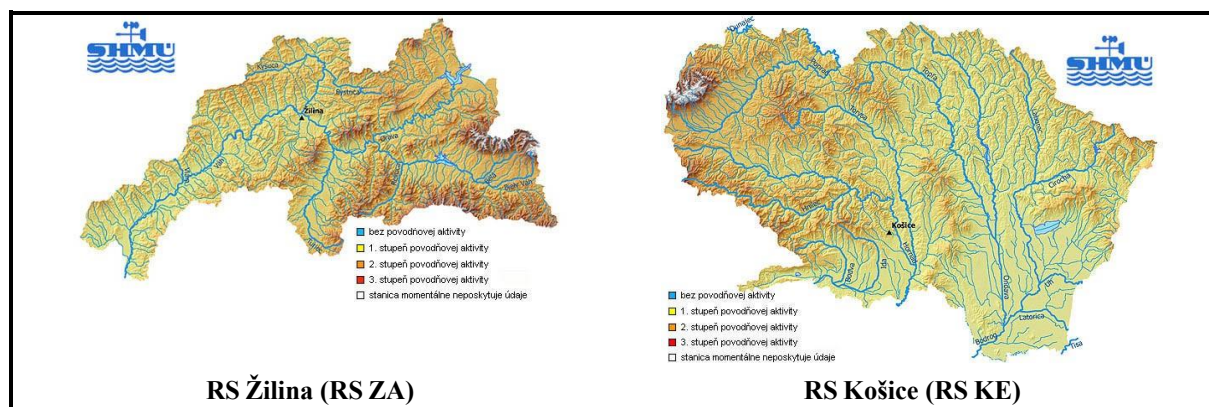 SHMÚ
Kysuca
Bystrica
Žilina
Orava
Váh
Biely Váh
Turiec
bez povodňovej aktivity
1. stupeň povodňovej aktivity
2. stupeň povodňovej aktivity
3. stupeň povodňovej aktivity
stanica momentálne neposkytuje údaje
RS Žilina (RS ZA)
SHMÚ
Dunajec
Poprad
Topľa
Torysa
Laborec
Cirocha
Hnilec
Košice
Hornád
Bodva
Ida
Ondava
Uh
Latorica
Bodrog
Tisa
bez povodňovej aktivity
1. stupeň povodňovej aktivity
2. stupeň povodňovej aktivity
3. stupeň povodňovej aktivity
stanica momentálne neposkytuje údaje
RS Košice (RS KE)